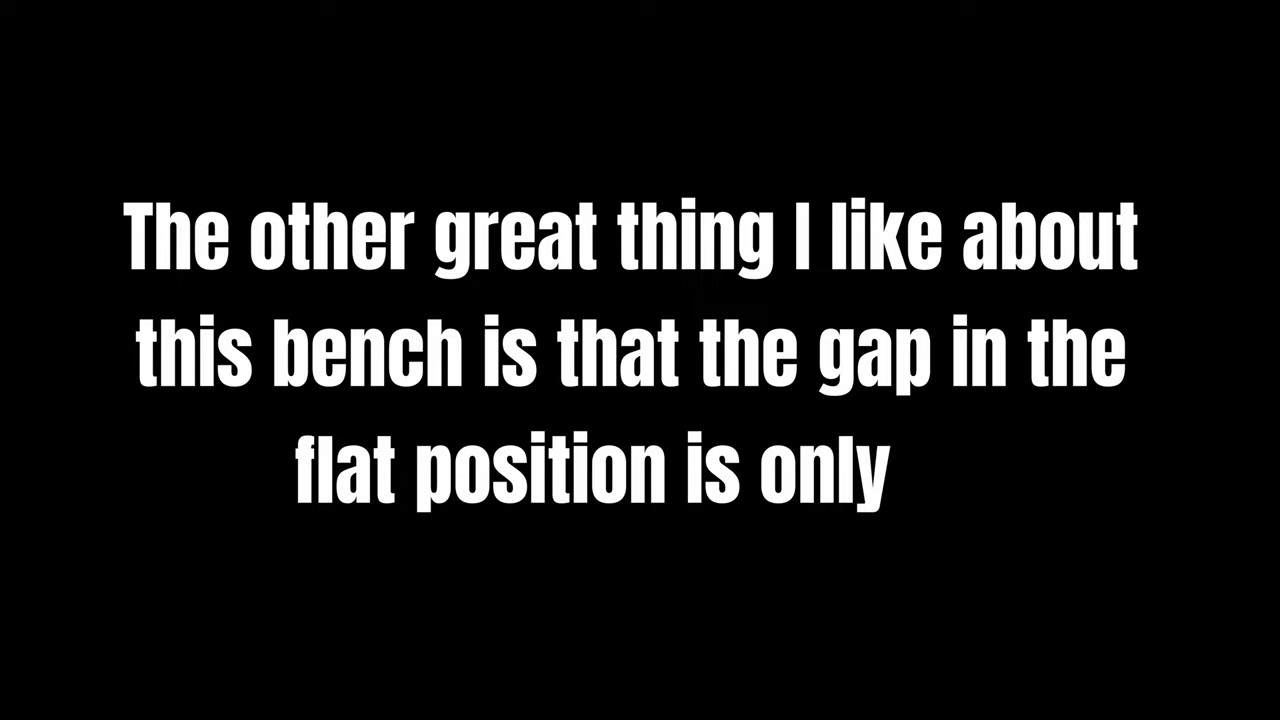 The other great thing I like about
this bench is that the gap in the
flat position is only